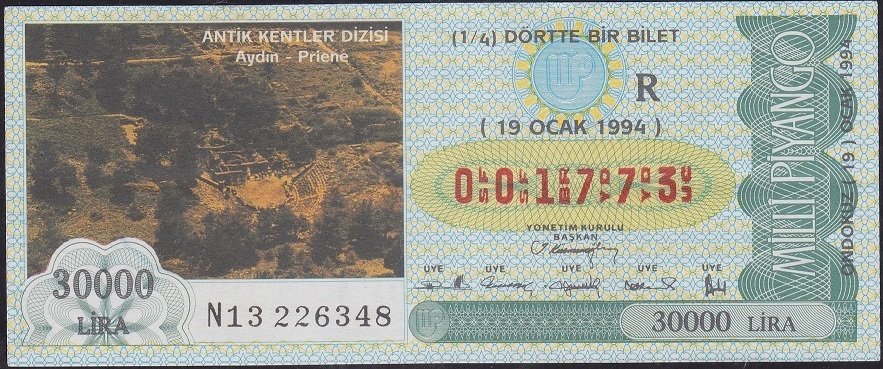 ANTİK KENTLER DİZİSİ
Aydın - Priene
30000
LİRA
N13 226348
(1/4) DÖRTTE BİR BİLET
MP
R
( 19 OCAK 1994 )
0 0 1 7 7 3
YÖNETİM KURULU
BAŞKAN
ÜYE ÜYE ÜYE ÜYE ÜYE
MP
30000 LİRA
MİLLİ PİYANGO
ONDOKUZ ( 19 ) OCAK 1994